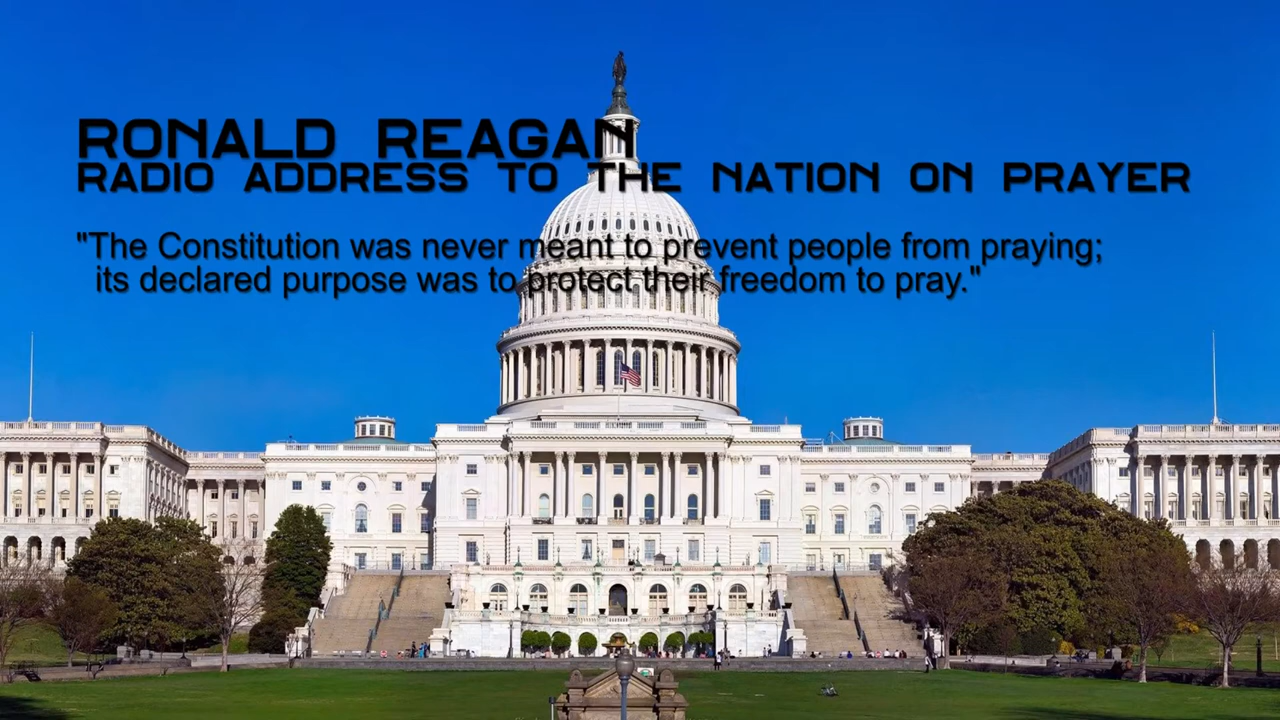 RONALD REAGAN
RADIO ADDRESS TO THE NATION ON PRAYER
"The Constitution was never meant to prevent people from praying;
its declared purpose was to protect their freedom to pray."